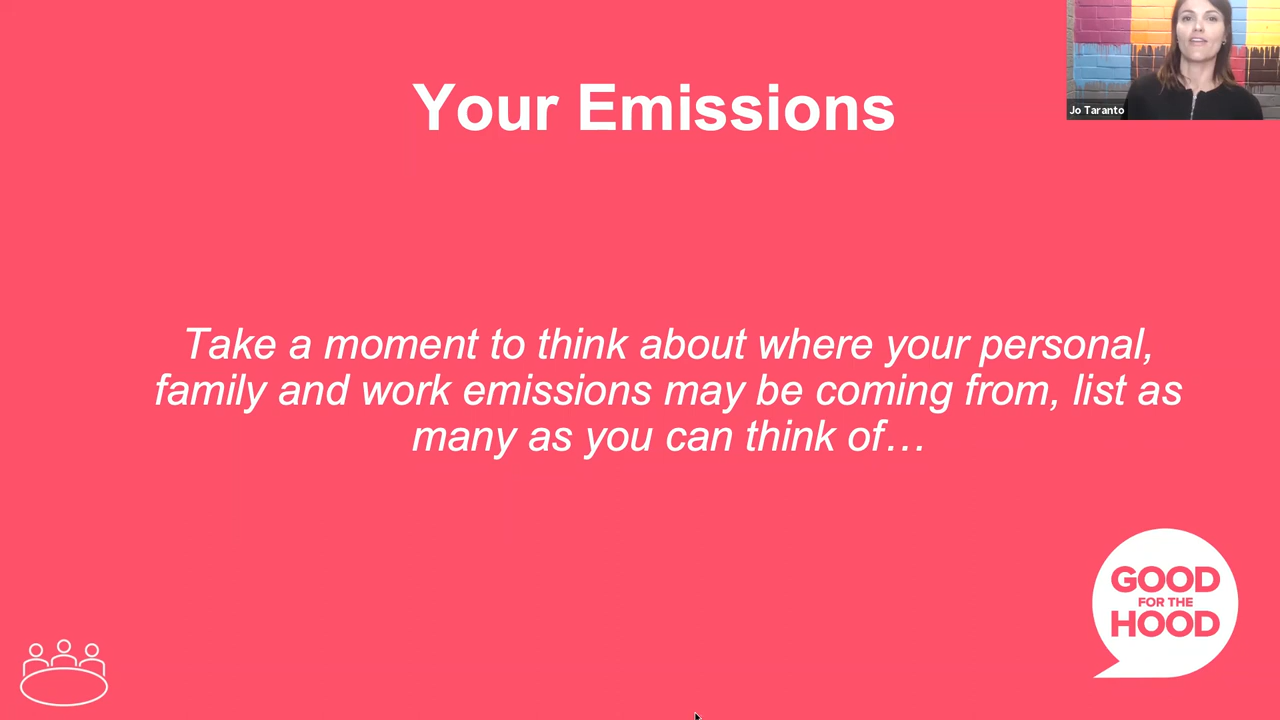 Your Emissions
Jo Taranto
Take a moment to think about where your personal,
family and work emissions may be coming from, list as
many as you can think of…
GOOD
FOR THE
HOOD